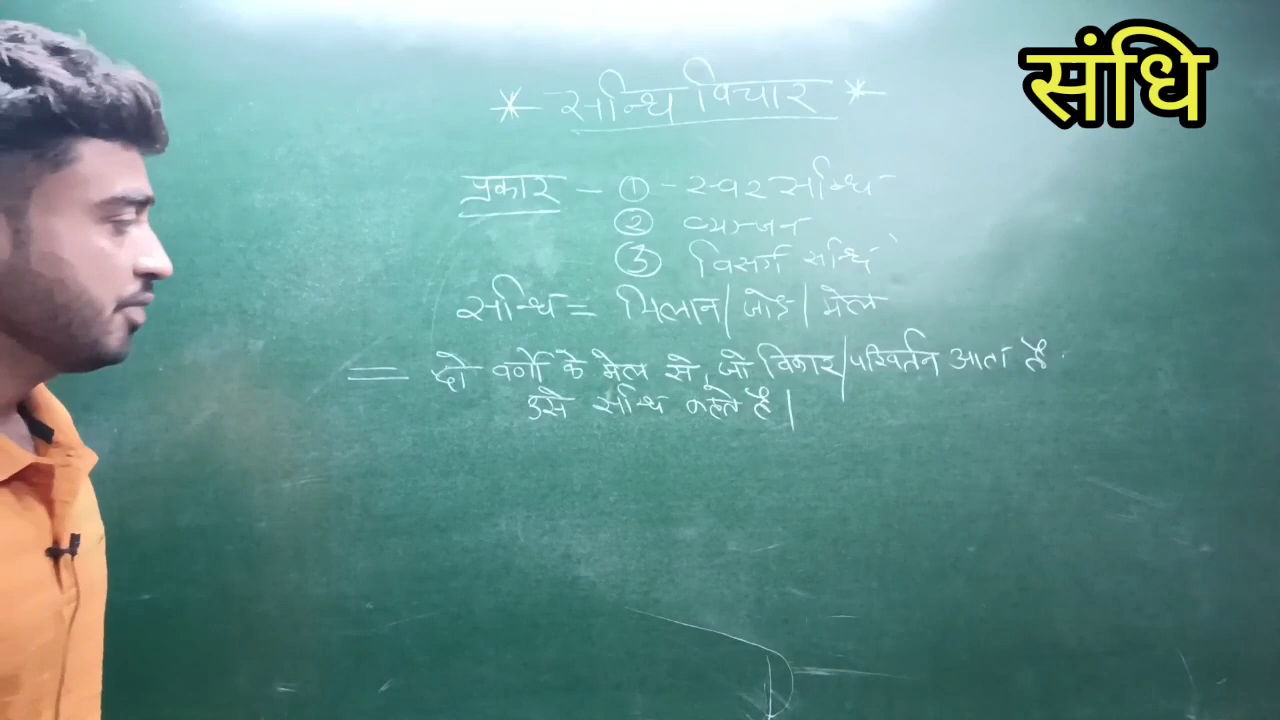 संधि
* सन्धि विचार *
प्रकार - ① - स्वर सन्धि
② व्यन्जन
③ विसर्ग सन्धि
सन्धि = मिलान / जोड़ / मेल
= दो वर्णो के मेल से, जो विकार / परिवर्तन आता है
उसे सन्धि कहते है |